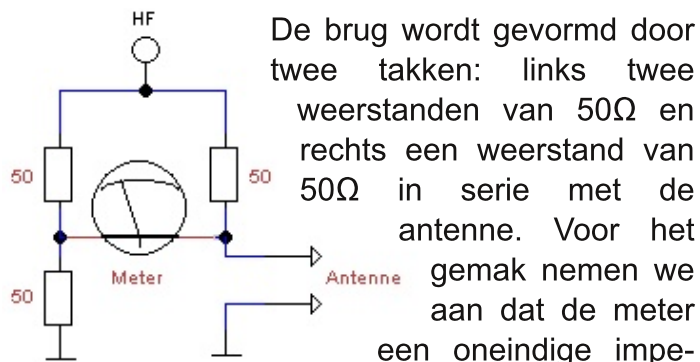 HF
50
50
50
Meter
Antenne
De brug wordt gevormd door
twee takken: links twee
weerstanden van 50Ω en
rechts een weerstand van
50Ω in serie met de
antenne. Voor het
gemak nemen we
aan dat de meter
een oneindige impe-